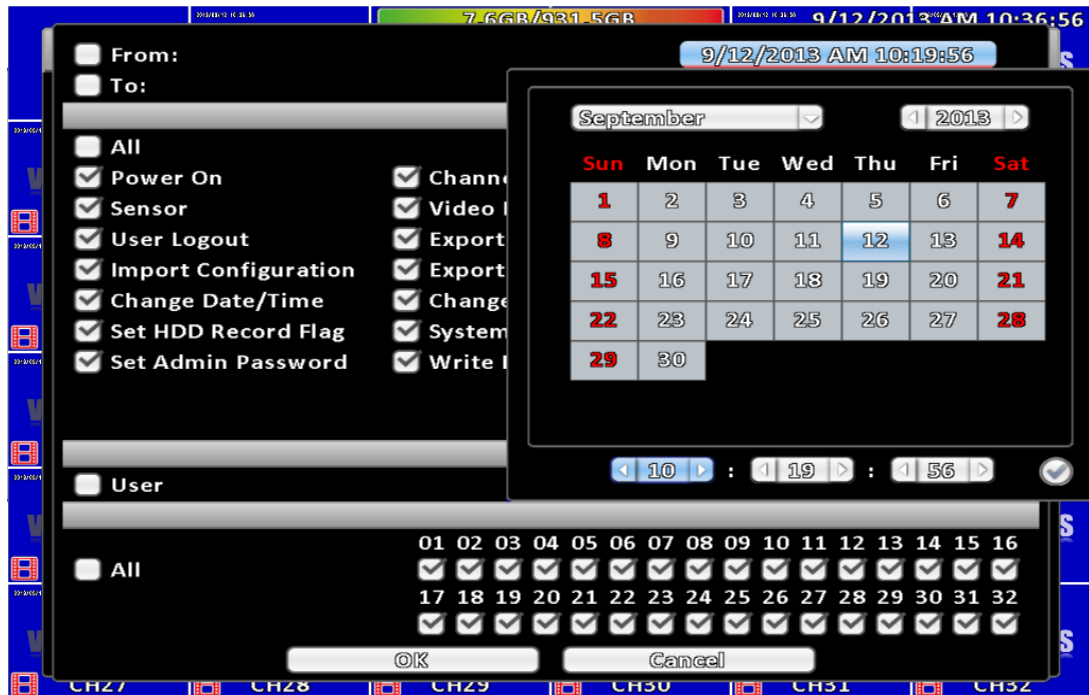 7.6GB/931.5GB 9/12/2013 AM 10:36:56
From: 9/12/2013 AM 10:19:56
To:
All
Power On Chann
Sensor Video
User Logout Export
Import Configuration Export
Change Date/Time Change
Set HDD Record Flag System
Set Admin Password Write
September 2013
Sun Mon Tue Wed Thu Fri Sat
1 2 3 4 5 6 7
8 9 10 11 12 13 14
15 16 17 18 19 20 21
22 23 24 25 26 27 28
29 30
10 : 19 : 56
User
01 02 03 04 05 06 07 08 09 10 11 12 13 14 15 16
All
17 18 19 20 21 22 23 24 25 26 27 28 29 30 31 32
OK Cancel
CH27 CH28 CH29 CH30 CH31 CH32